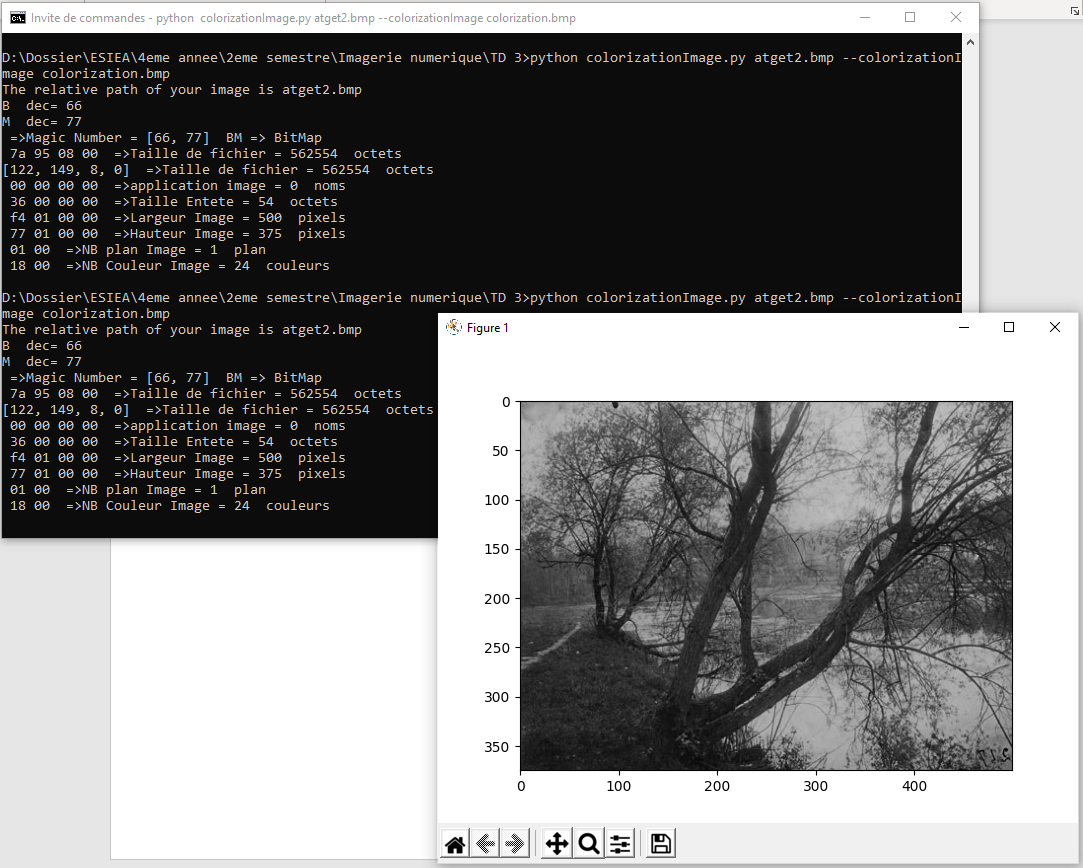 Invite de commandes - python  colorizationImage.py atget2.bmp --colorizationImage colorization.bmp
D:\Dossier\ESIEA\4eme annee\2eme semestre\Imagerie numerique\TD 3>python colorizationImage.py atget2.bmp --colorizationI
mage colorization.bmp
The relative path of your image is atget2.bmp
B  dec= 66
M  dec= 77
 =>Magic Number = [66, 77]  BM => BitMap
 7a 95 08 00  =>Taille de fichier = 562554  octets
[122, 149, 8, 0]  =>Taille de fichier = 562554  octets
 00 00 00 00  =>application image = 0  noms
 36 00 00 00  =>Taille Entete = 54  octets
 f4 01 00 00  =>Largeur Image = 500  pixels
 77 01 00 00  =>Hauteur Image = 375  pixels
 01 00  =>NB plan Image = 1  plan
 18 00  =>NB Couleur Image = 24  couleurs
D:\Dossier\ESIEA\4eme annee\2eme semestre\Imagerie numerique\TD 3>python colorizationImage.py atget2.bmp --colorizationI
mage colorization.bmp
The relative path of your image is atget2.bmp
B  dec= 66
M  dec= 77
 =>Magic Number = [66, 77]  BM => BitMap
 7a 95 08 00  =>Taille de fichier = 562554  octets
[122, 149, 8, 0]  =>Taille de fichier = 562554  octets
 00 00 00 00  =>application image = 0  noms
 36 00 00 00  =>Taille Entete = 54  octets
 f4 01 00 00  =>Largeur Image = 500  pixels
 77 01 00 00  =>Hauteur Image = 375  pixels
 01 00  =>NB plan Image = 1  plan
 18 00  =>NB Couleur Image = 24  couleurs
Figure 1
0
50
100
150
200
250
300
350
0 100 200 300 400